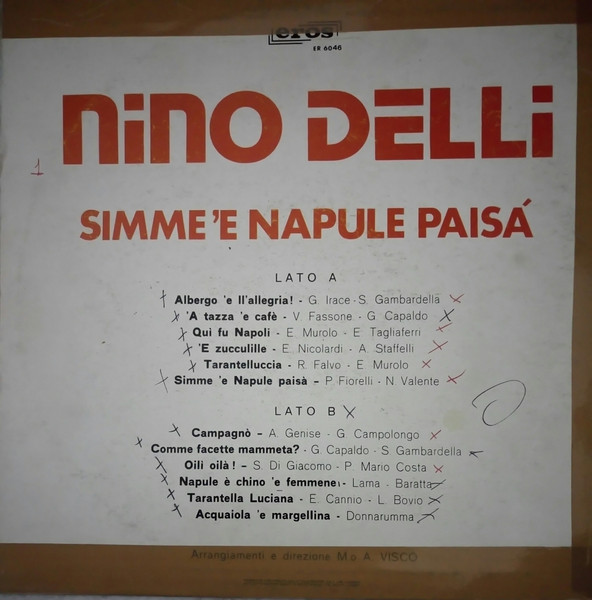 eros
ER 6046
NINO DELLI
1
SIMME 'E NAPULE PAISÁ
LATO A
Albergo 'e ll'allegria! - G. Irace - S. Gambardella
'A tazza 'e cafè - V. Fassone - G. Capaldo
Qui fu Napoli - E. Murolo - E. Tagliaferri
'E zucculille - E. Nicolardi - A. Staffelli
Tarantelluccia - R. Falvo - E. Murolo
Simme 'e Napule paisà - P. Fiorelli - N. Valente
LATO B
Campagnò - A. Genise - G. Campolongo
Comme facette mammeta? - G. Capaldo - S. Gambardella
Oili oilà! - S. Di Giacomo - P. Mario Costa
Napule è chino 'e femmene! - Lama - Baratta
Tarantella Luciana - E. Cannio - L. Bovio
Acquaiola 'e margellina - Donnarumma
Arrangiamenti e direzione M.o A. VISCO